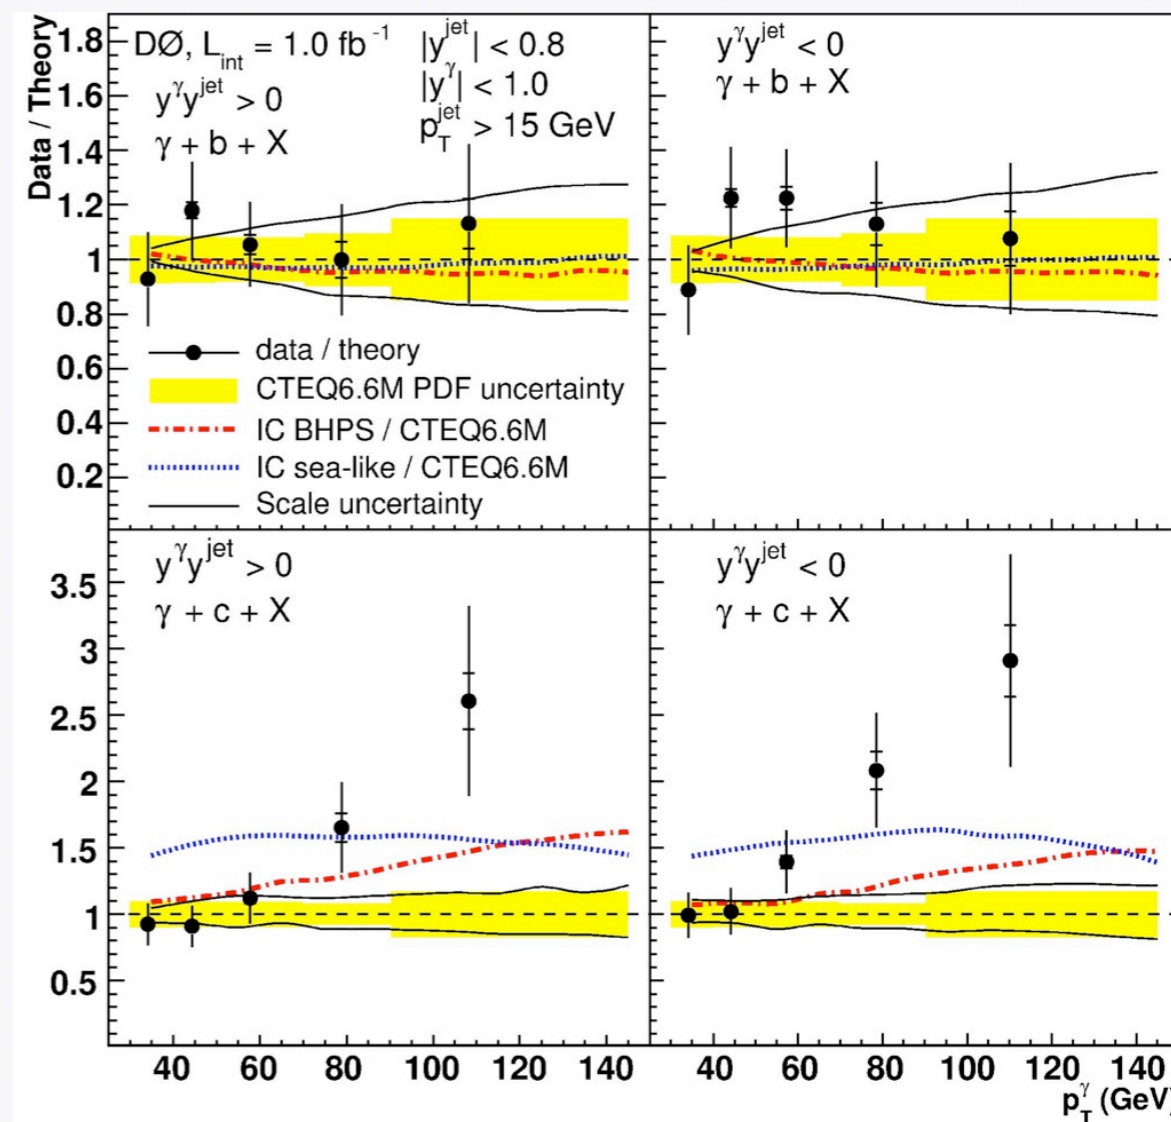 Data / Theory
1.8
1.6
1.4
1.2
1
0.8
0.6
0.4
0.2
DØ, L_int = 1.0 fb⁻¹
y^γ y^jet > 0
γ + b + X
|y^jet| < 0.8
|y^γ| < 1.0
p_T^jet > 15 GeV
data / theory
CTEQ6.6M PDF uncertainty
IC BHPS / CTEQ6.6M
IC sea-like / CTEQ6.6M
Scale uncertainty
y^γ y^jet < 0
γ + b + X
3.5
3
2.5
2
1.5
1
0.5
y^γ y^jet > 0
γ + c + X
y^γ y^jet < 0
γ + c + X
40 60 80 100 120 140
40 60 80 100 120 140
p_T^γ (GeV)